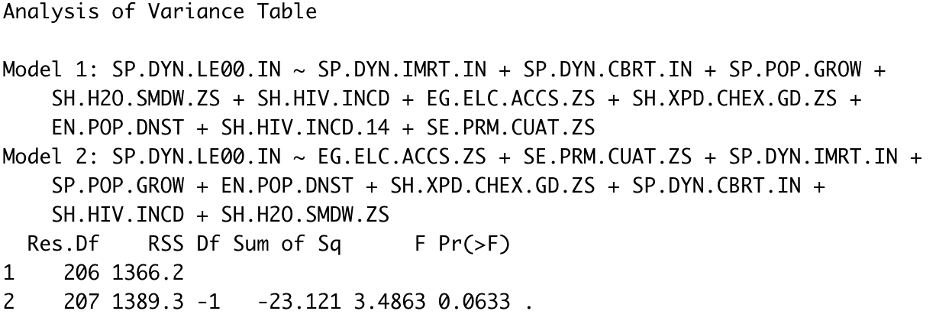 Analysis of Variance Table
Model 1: SP.DYN.LE00.IN ~ SP.DYN.IMRT.IN + SP.DYN.CBRT.IN + SP.POP.GROW +
SH.H2O.SMDW.ZS + SH.HIV.INCD + EG.ELC.ACCS.ZS + SH.XPD.CHEX.GD.ZS +
EN.POP.DNST + SH.HIV.INCD.14 + SE.PRM.CUAT.ZS
Model 2: SP.DYN.LE00.IN ~ EG.ELC.ACCS.ZS + SE.PRM.CUAT.ZS + SP.DYN.IMRT.IN +
SP.POP.GROW + EN.POP.DNST + SH.XPD.CHEX.GD.ZS + SP.DYN.CBRT.IN +
SH.HIV.INCD + SH.H2O.SMDW.ZS
Res.Df RSS Df Sum of Sq F Pr(>F)
1 206 1366.2
2 207 1389.3 -1 -23.121 3.4863 0.0633 .